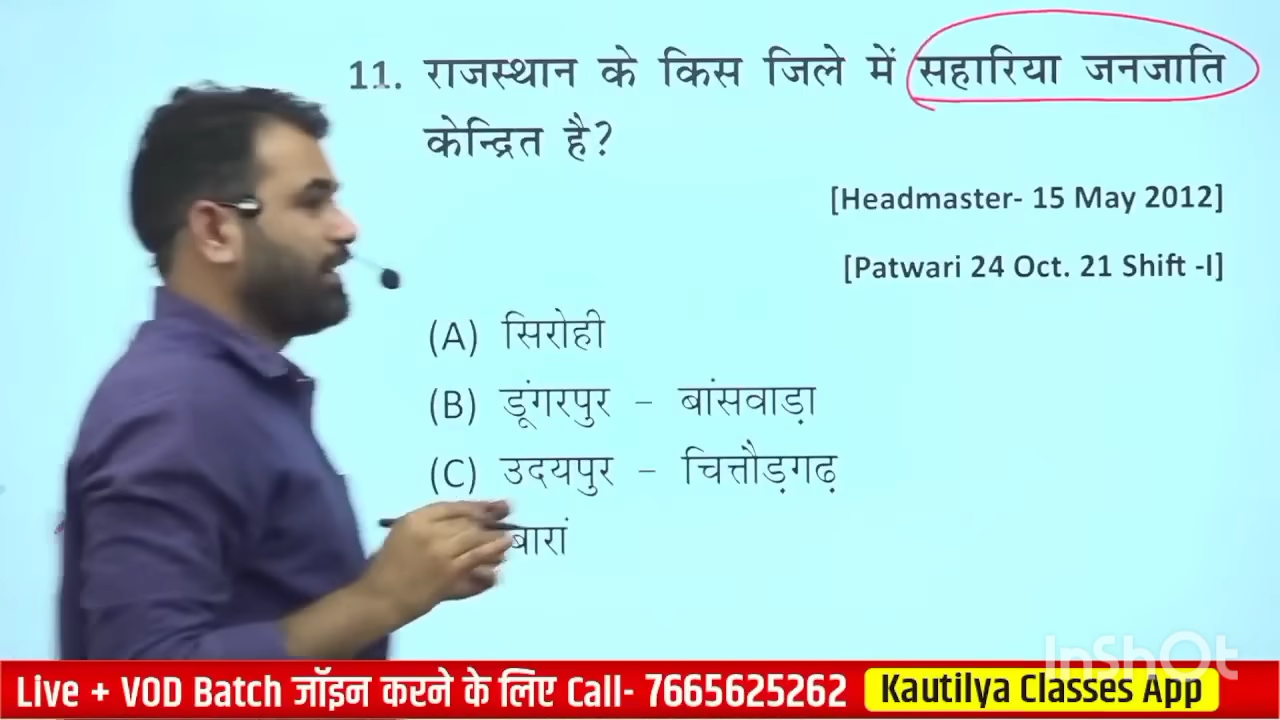 11. राजस्थान के किस जिले में सहारिया जनजाति
केन्द्रित है?
[Headmaster- 15 May 2012]
[Patwari 24 Oct. 21 Shift -I]
(A) सिरोही
(B) डूंगरपुर – बांसवाड़ा
(C) उदयपुर – चित्तौड़गढ़
बारां
InShOt
Live + VOD Batch जॉइन करने के लिए Call- 7665625262 Kautilya Classes App